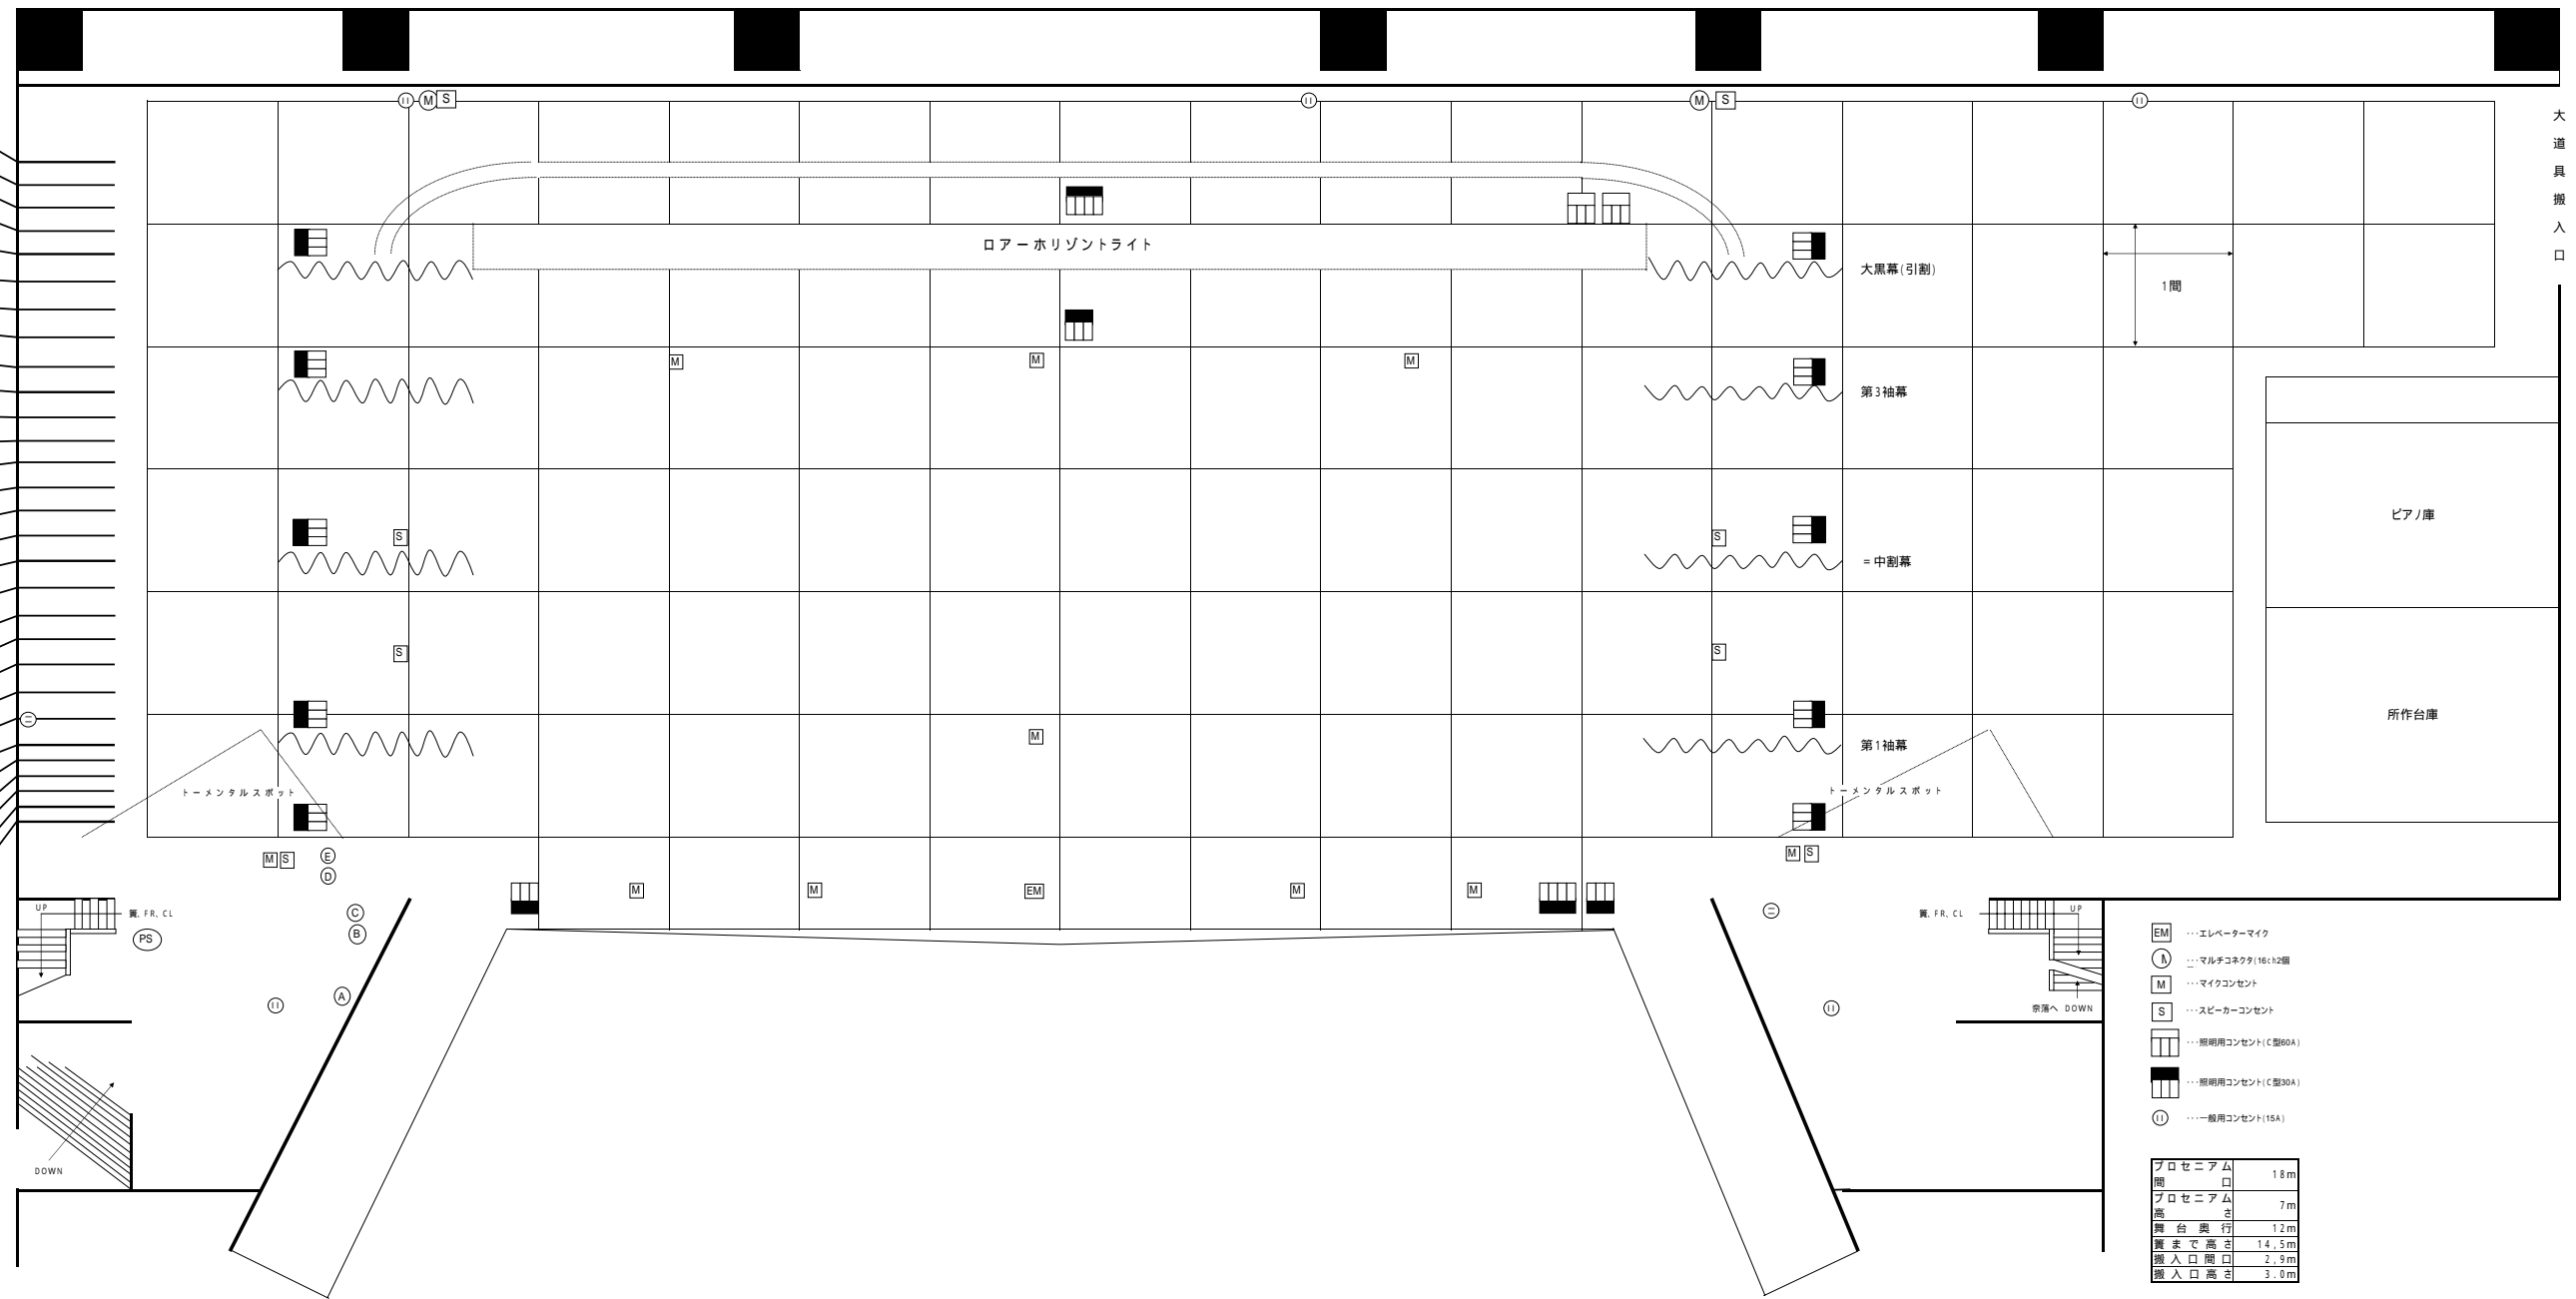 M S
M S
大道具搬入口
ロアーホリゾントライト
大黒幕(引割)
1間
M
M
M
第3袖幕
ピアノ庫
S
S
=中割幕
S
S
所作台庫
M
第1袖幕
トーメンタルスポット
トーメンタルスポット
M S
E
D
M S
M
M
EM
M
M
UP
簀、FR、CL
C
B
PS
A
簀、FR、CL
UP
奈落へ DOWN
DOWN
EM ・・・エレベーターマイク
M ・・・マルチコネクタ(16ch2個
M ・・・マイクコンセント
S ・・・スピーカーコンセント
・・・照明用コンセント(C型60A)
・・・照明用コンセント(C型30A)
・・・一般用コンセント(15A)
プロセニアム間口 18m
プロセニアム高さ 7m
舞台奥行 12m
簀まで高さ 14,5m
搬入口間口 2,9m
搬入口高さ 3.0m